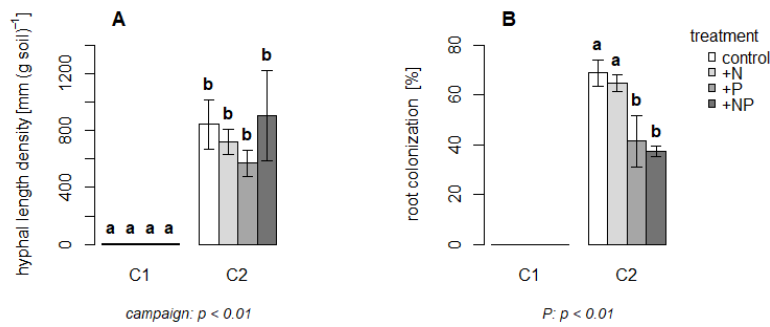 A
hyphal length density [mm (g soil)⁻¹]
0
400
800
1200
a a a a
b
b
b
b
C1
C2
campaign: p < 0.01
B
root colonization [%]
0
20
40
60
80
a
a
b
b
C1
C2
P: p < 0.01
treatment
control
+N
+P
+NP